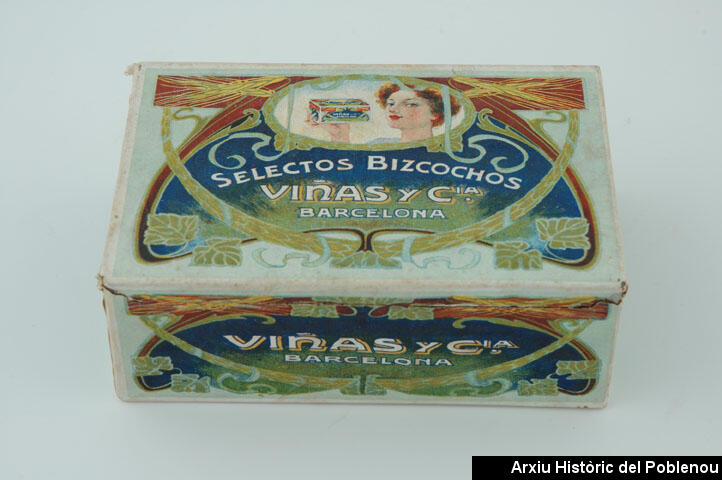 SELECTOS BIZCOCHOS
VIÑAS Y CIA.
BARCELONA
VIÑAS Y CIA.
BARCELONA
Arxiu Històric del Poblenou